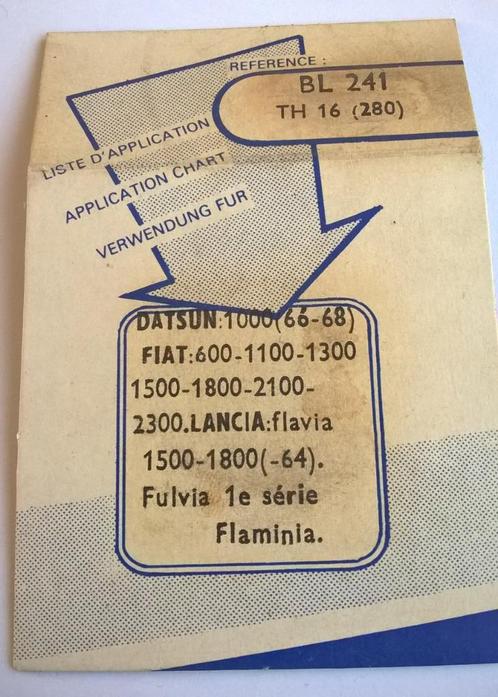 REFERENCE :
BL 241
TH 16 (280)
LISTE D'APPLICATION
APPLICATION CHART
VERWENDUNG FUR
DATSUN:1000(66-68)
FIAT:600-1100-1300
1500-1800-2100-
2300.LANCIA:flavia
1500-1800(-64).
Fulvia 1e série
Flaminia.